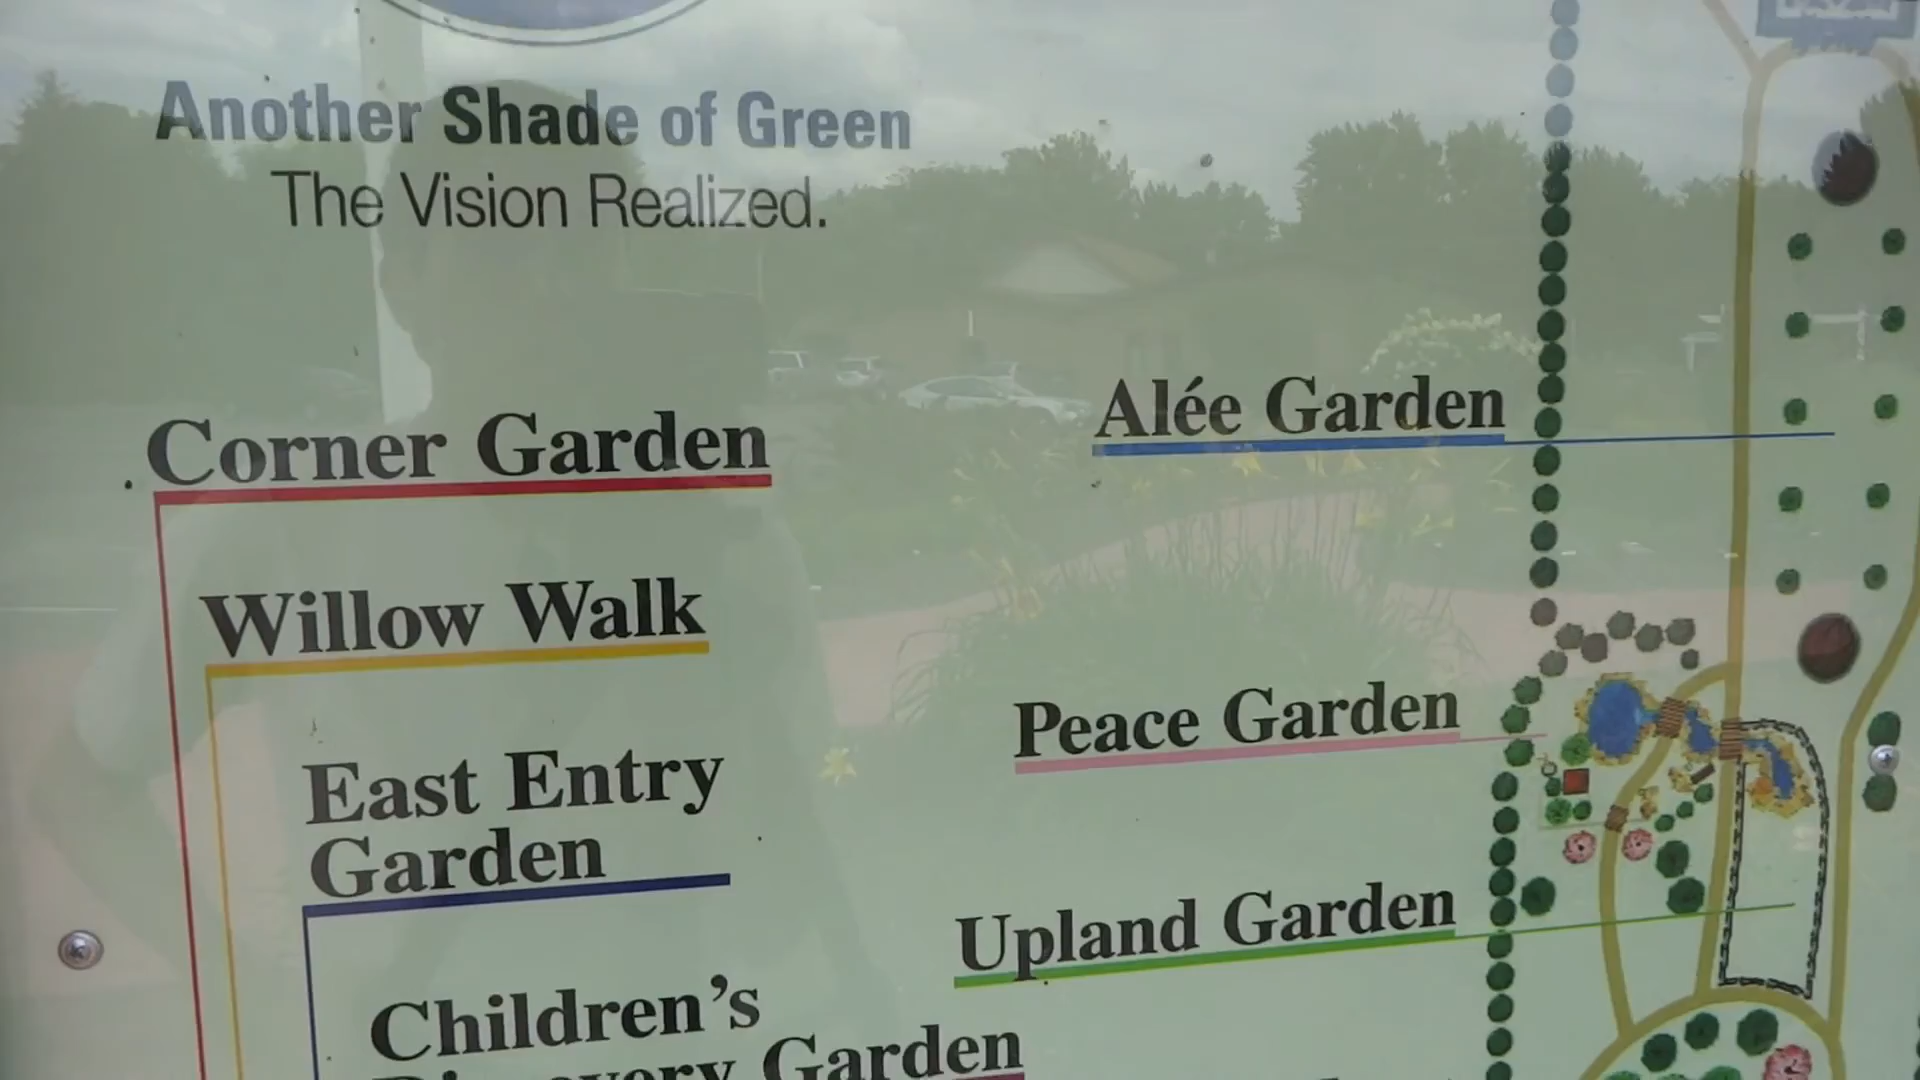 Another Shade of Green
The Vision Realized.
Corner Garden
Willow Walk
East Entry
Garden
Children's
Discovery Garden
Alée Garden
Peace Garden
Upland Garden